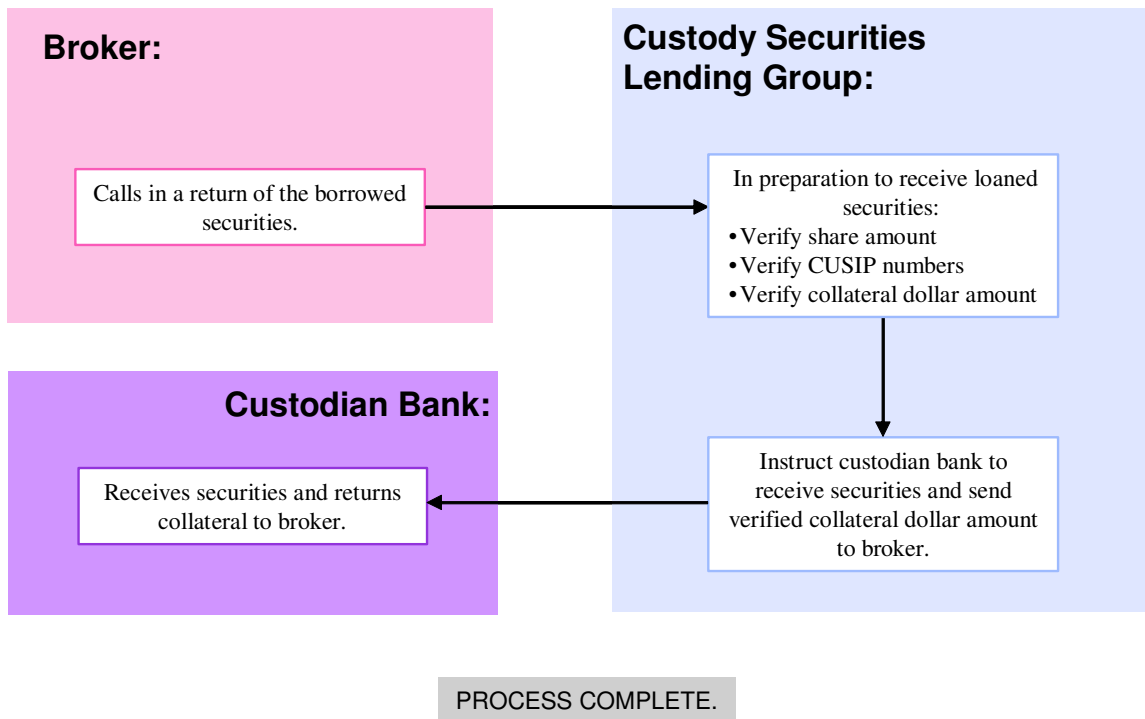 Broker:
Calls in a return of the borrowed
securities.
Custody Securities
Lending Group:
In preparation to receive loaned
securities:
•Verify share amount
•Verify CUSIP numbers
•Verify collateral dollar amount
Instruct custodian bank to
receive securities and send
verified collateral dollar amount
to broker.
Custodian Bank:
Receives securities and returns
collateral to broker.
PROCESS COMPLETE.